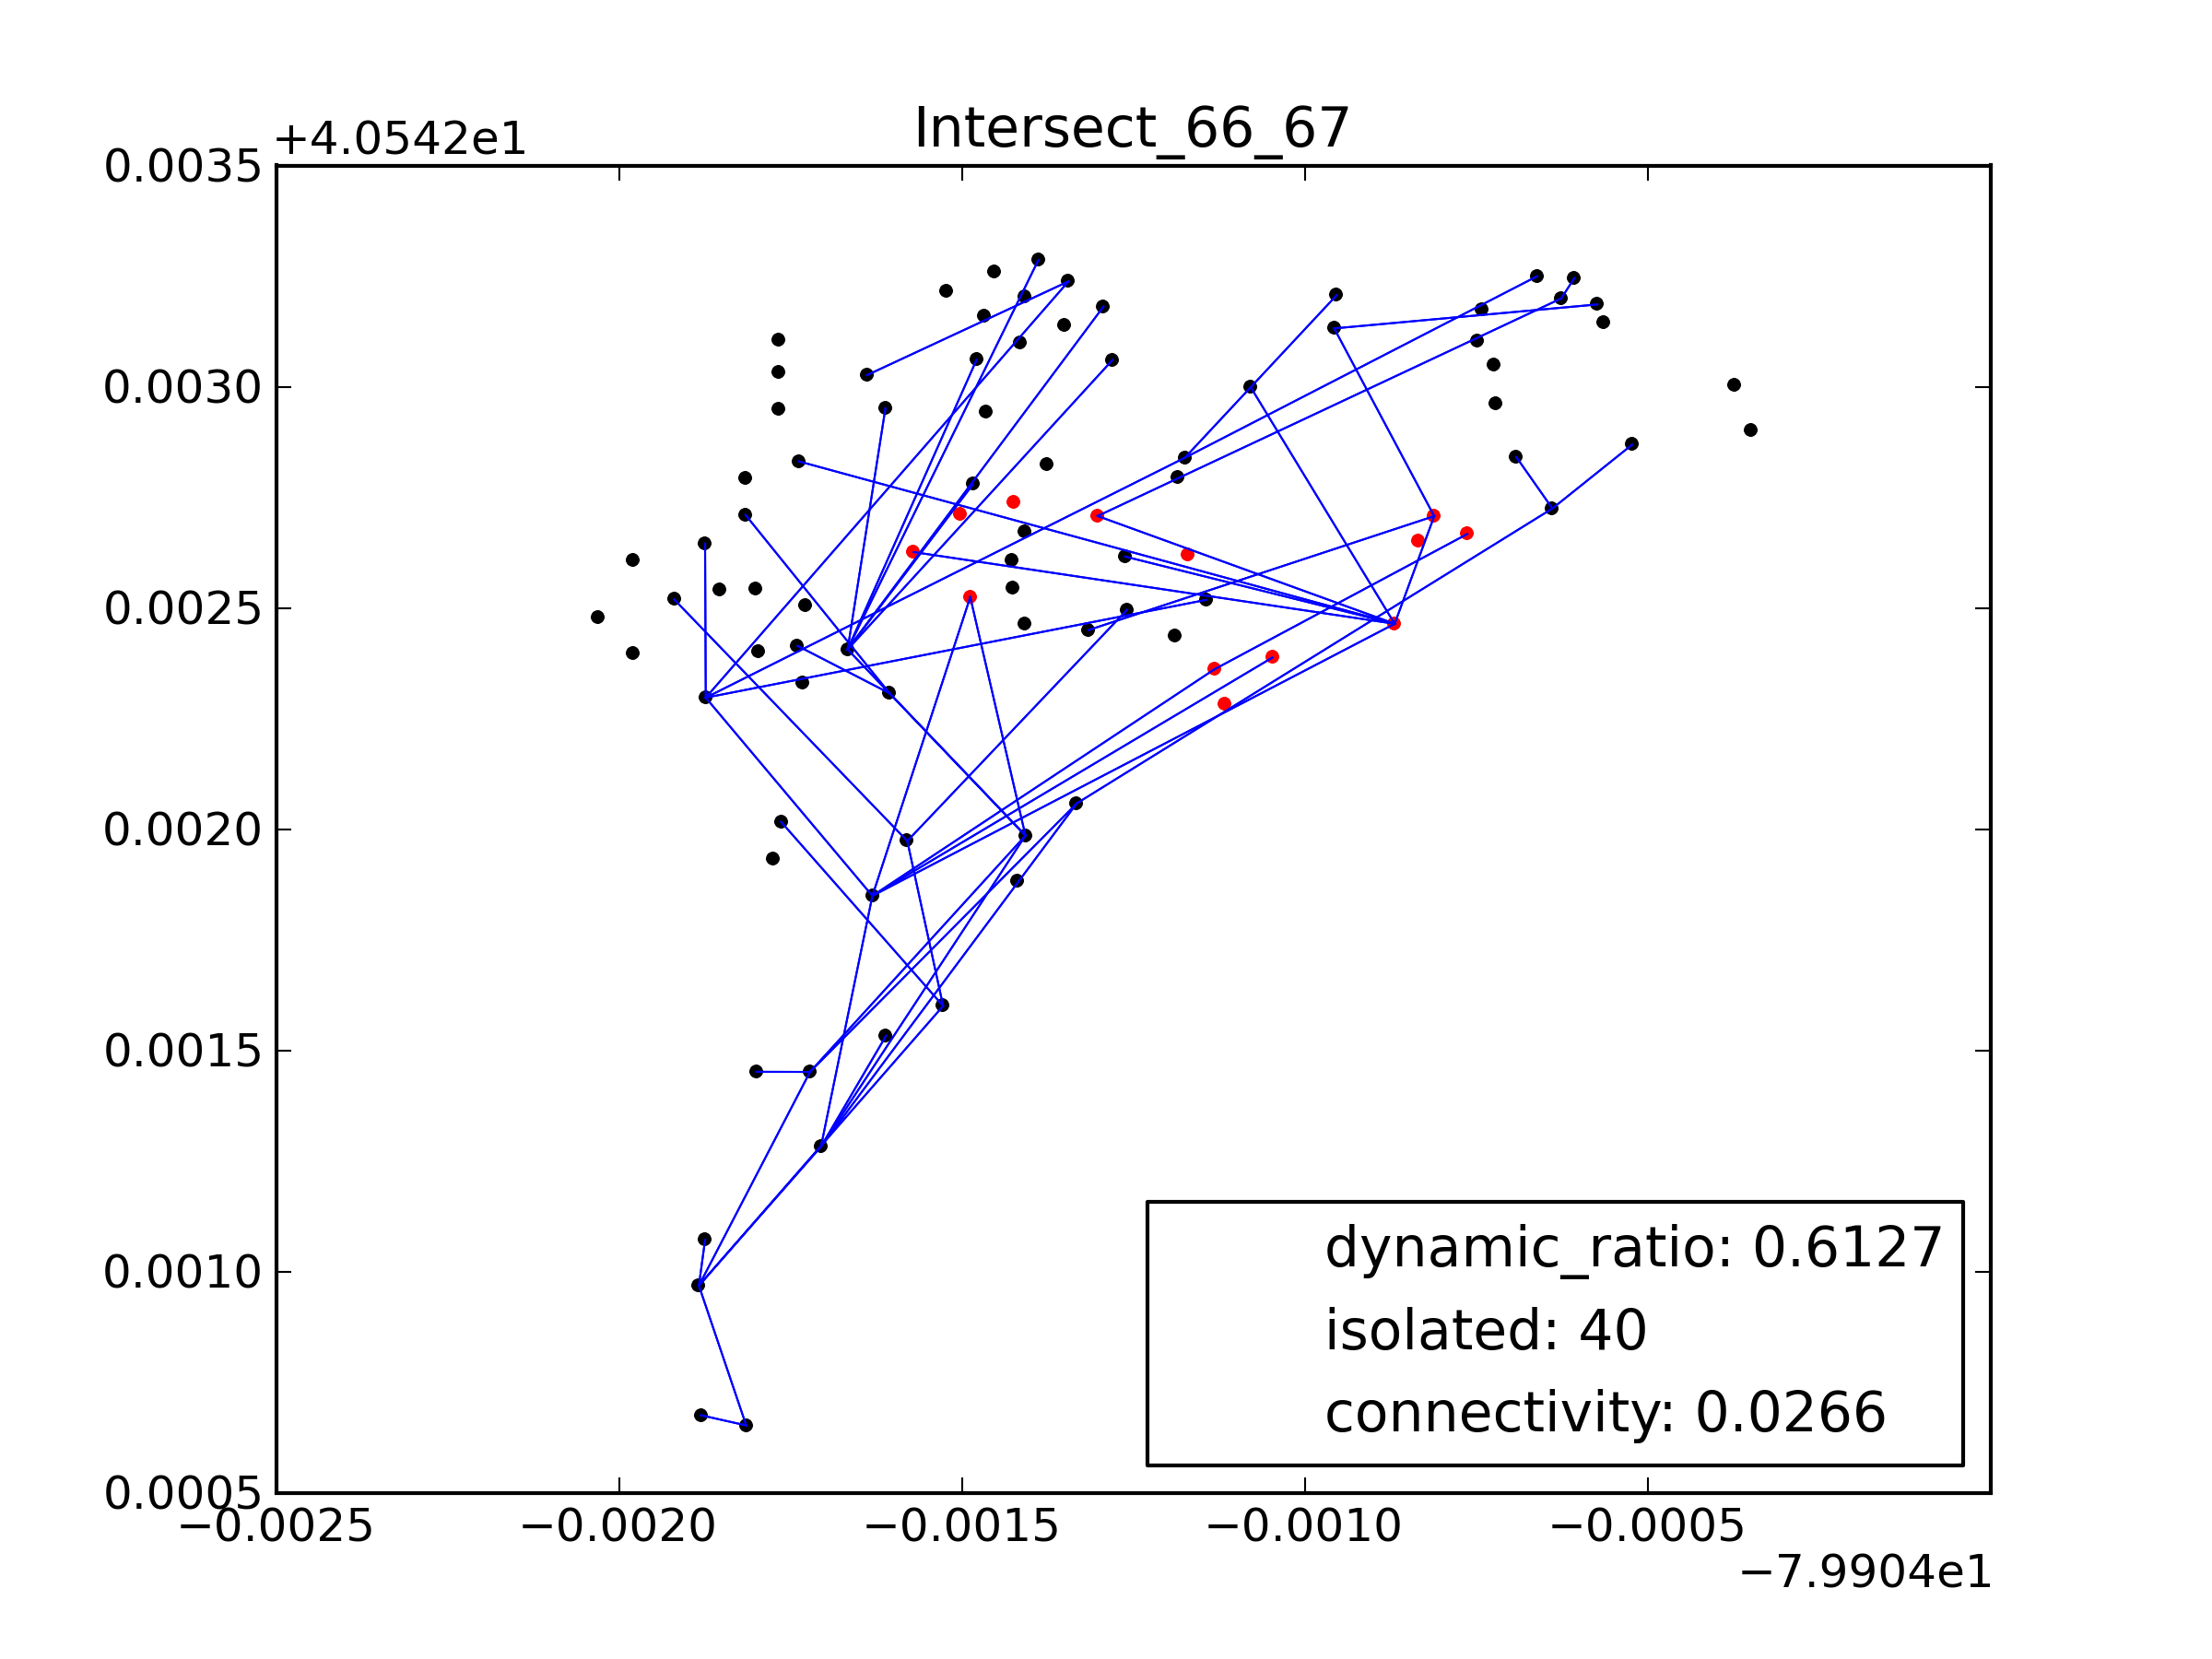 Intersect_66_67
+4.0542e1
0.0035
0.0030
0.0025
0.0020
0.0015
0.0010
0.0005
dynamic_ratio: 0.6127
isolated: 40
connectivity: 0.0266
−0.0025 −0.0020 −0.0015 −0.0010 −0.0005
−7.9904e1